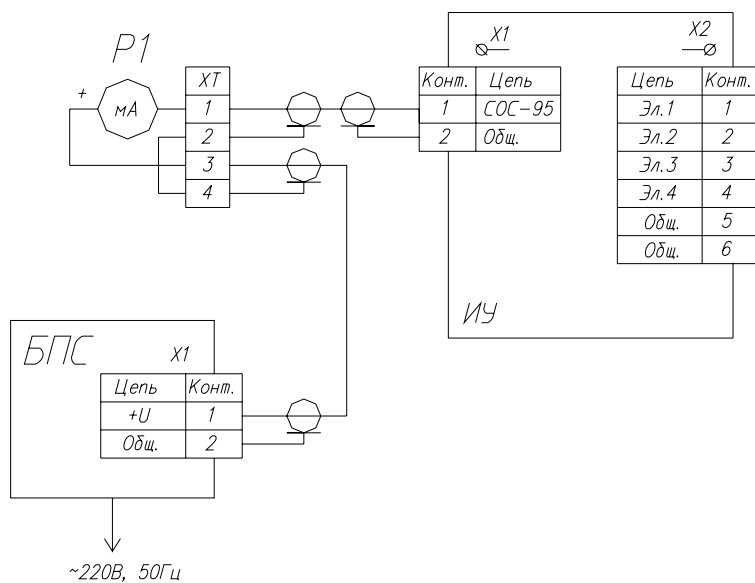 P1
+
мА
XT
1
2
3
4
X1
X2
Конт. Цепь
1 СОС-95
2 Общ.
Цепь Конт.
Эл.1 1
Эл.2 2
Эл.3 3
Эл.4 4
Общ. 5
Общ. 6
ИУ
БПС
X1
Цепь Конт.
+U 1
Общ. 2
~220В, 50Гц